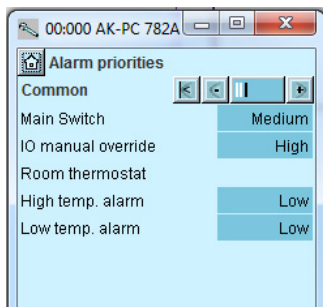 00:000 AK-PC 782A
Alarm priorities
Common
Main Switch Medium
IO manual override High
Room thermostat
High temp. alarm Low
Low temp. alarm Low